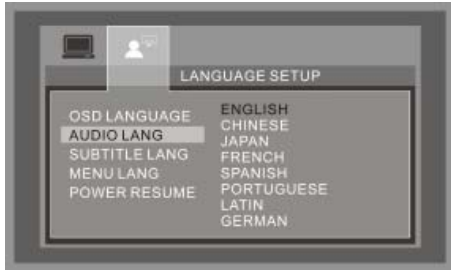 LANGUAGE SETUP
OSD LANGUAGE
AUDIO LANG
SUBTITLE LANG
MENU LANG
POWER RESUME
ENGLISH
CHINESE
JAPAN
FRENCH
SPANISH
PORTUGUESE
LATIN
GERMAN